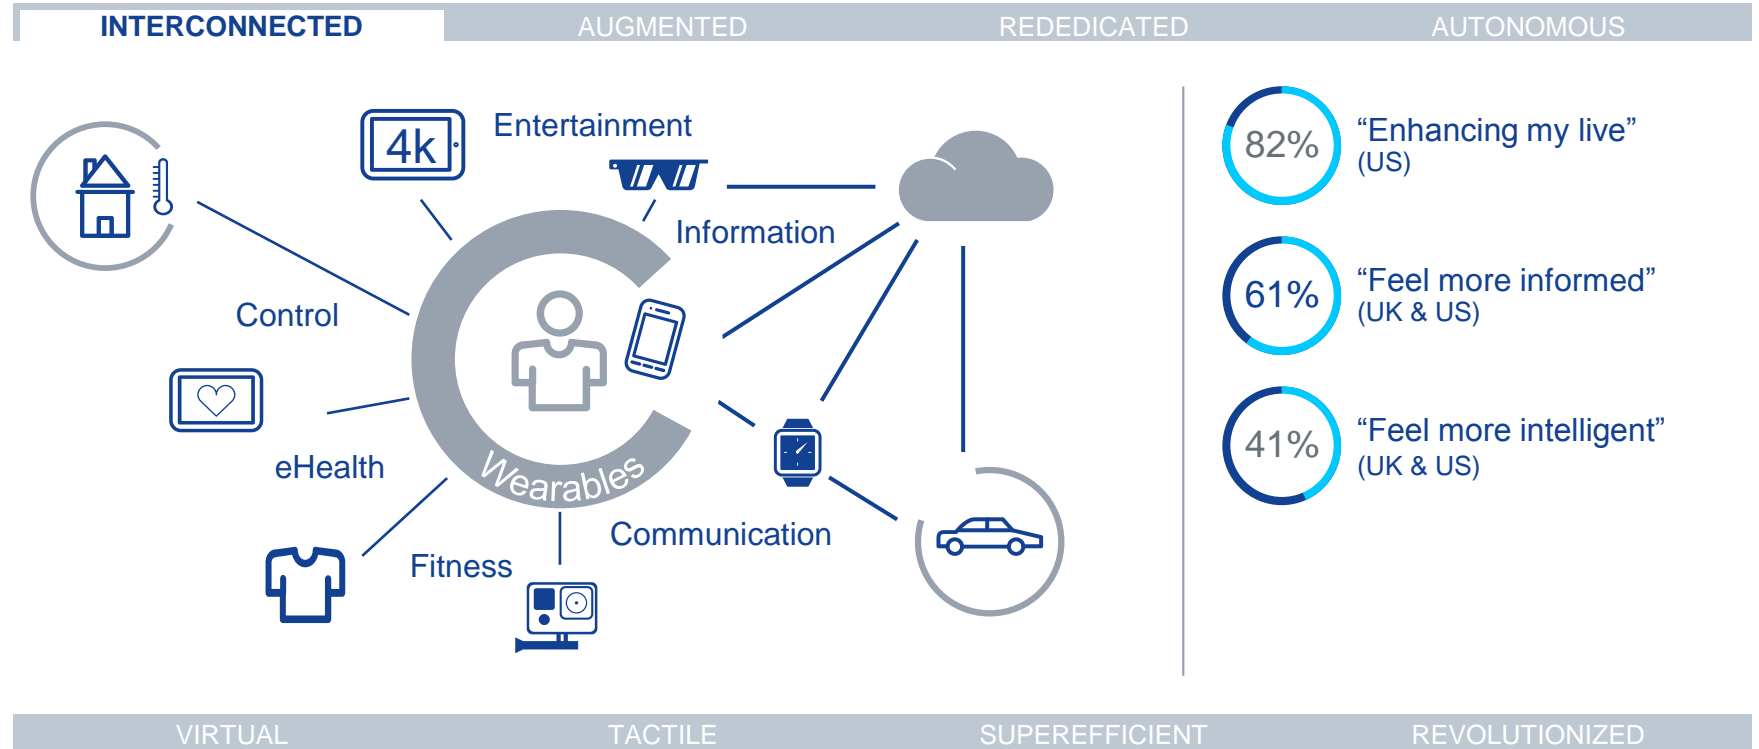 INTERCONNECTED
AUGMENTED
REDEDICATED
AUTONOMOUS
4k
Entertainment
Information
Control
eHealth
Fitness
Communication
Wearables
82%
“Enhancing my live”
(US)
61%
“Feel more informed”
(UK & US)
41%
“Feel more intelligent”
(UK & US)
VIRTUAL
TACTILE
SUPEREFFICIENT
REVOLUTIONIZED